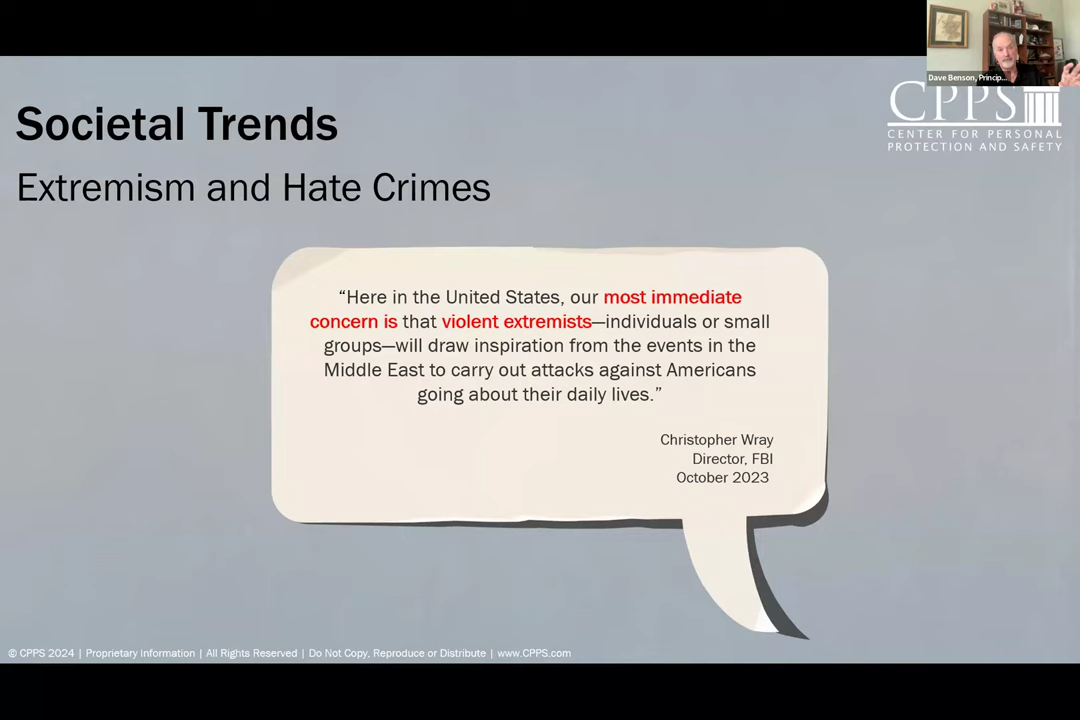 Dave Benson, Princip...
CPPS
CENTER FOR PERSONAL
PROTECTION AND SAFETY
Societal Trends
Extremism and Hate Crimes
“Here in the United States, our most immediate
concern is that violent extremists—individuals or small
groups—will draw inspiration from the events in the
Middle East to carry out attacks against Americans
going about their daily lives.”
Christopher Wray
Director, FBI
October 2023
© CPPS 2024 | Proprietary Information | All Rights Reserved | Do Not Copy, Reproduce or Distribute | www.CPPS.com